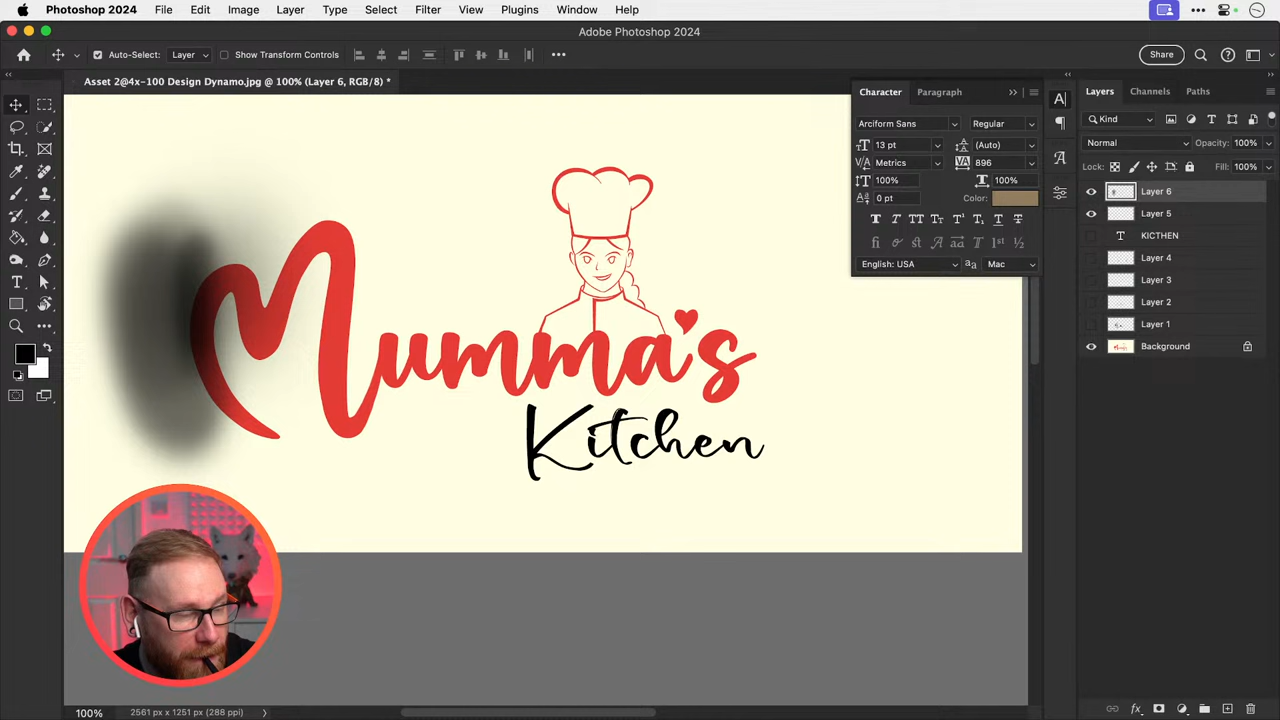 Photoshop 2024 File Edit Image Layer Type Select Filter View Plugins Window Help
Adobe Photoshop 2024
Auto-Select: Layer Show Transform Controls Share
Asset 2@4x-100 Design Dynamo.jpg @ 100% (Layer 6, RGB/8) *
Character Paragraph
Layers Channels Paths
Kind
Arciform Sans Regular
Normal Opacity: 100%
13 pt (Auto)
Metrics 896
Lock: Fill: 100%
100% 100%
0 pt Color:
English: USA Mac
Layer 6
Layer 5
KICTHEN
Layer 4
Layer 3
Layer 2
Layer 1
Background
Mumma's
Kitchen
100% 2561 px x 1251 px (288 ppi)